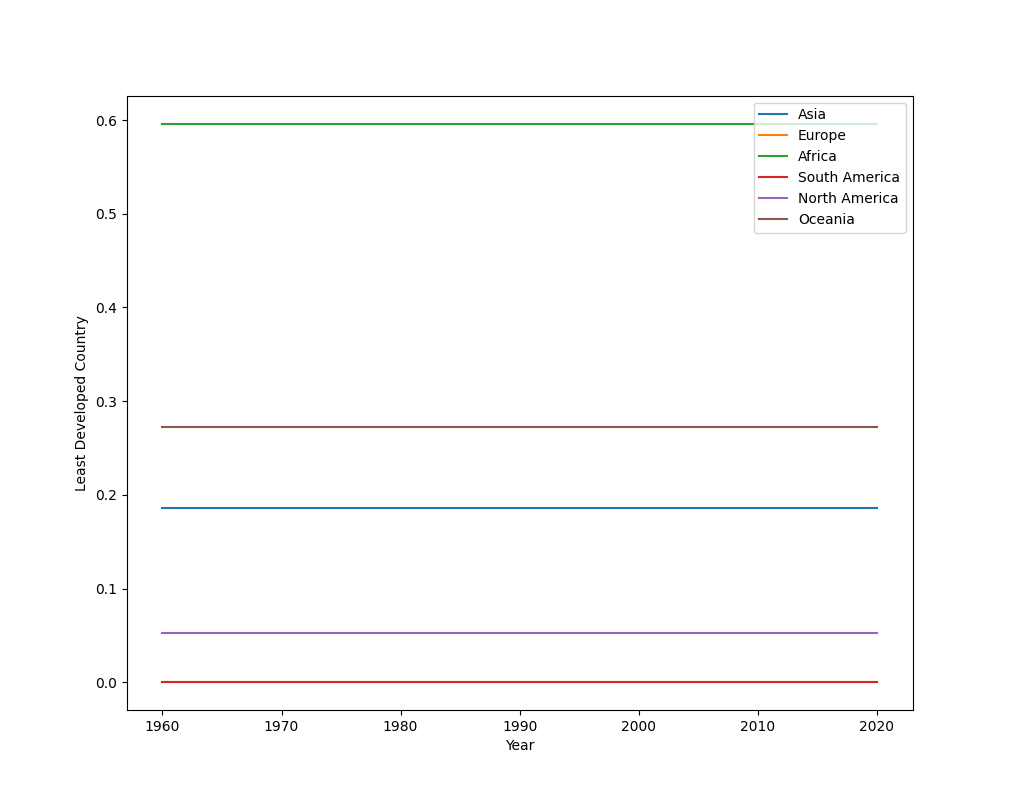 0.6
0.5
0.4
0.3
0.2
0.1
0.0
Least Developed Country
1960 1970 1980 1990 2000 2010 2020
Year
Asia
Europe
Africa
South America
North America
Oceania